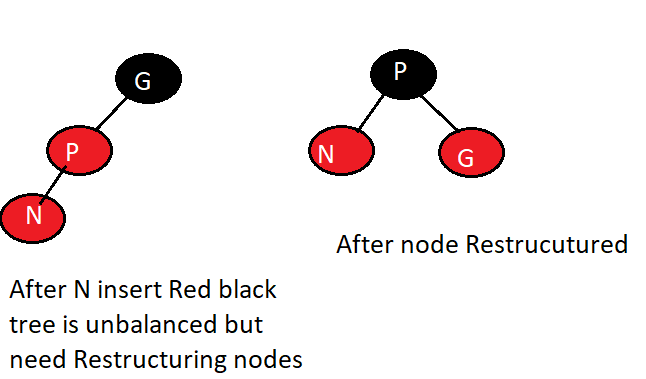 G
P
N
After N insert Red black
tree is unbalanced but
need Restructuring nodes
P
N
G
After node Restrucutured